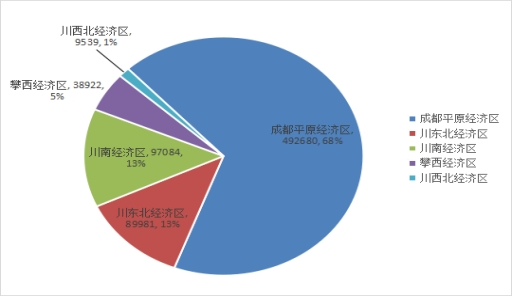 川西北经济区,
9539, 1%
攀西经济区, 38922,
5%
成都平原经济区,
492680, 68%
川南经济区, 97084,
13%
川东北经济区,
89981, 13%
成都平原经济区
川东北经济区
川南经济区
攀西经济区
川西北经济区